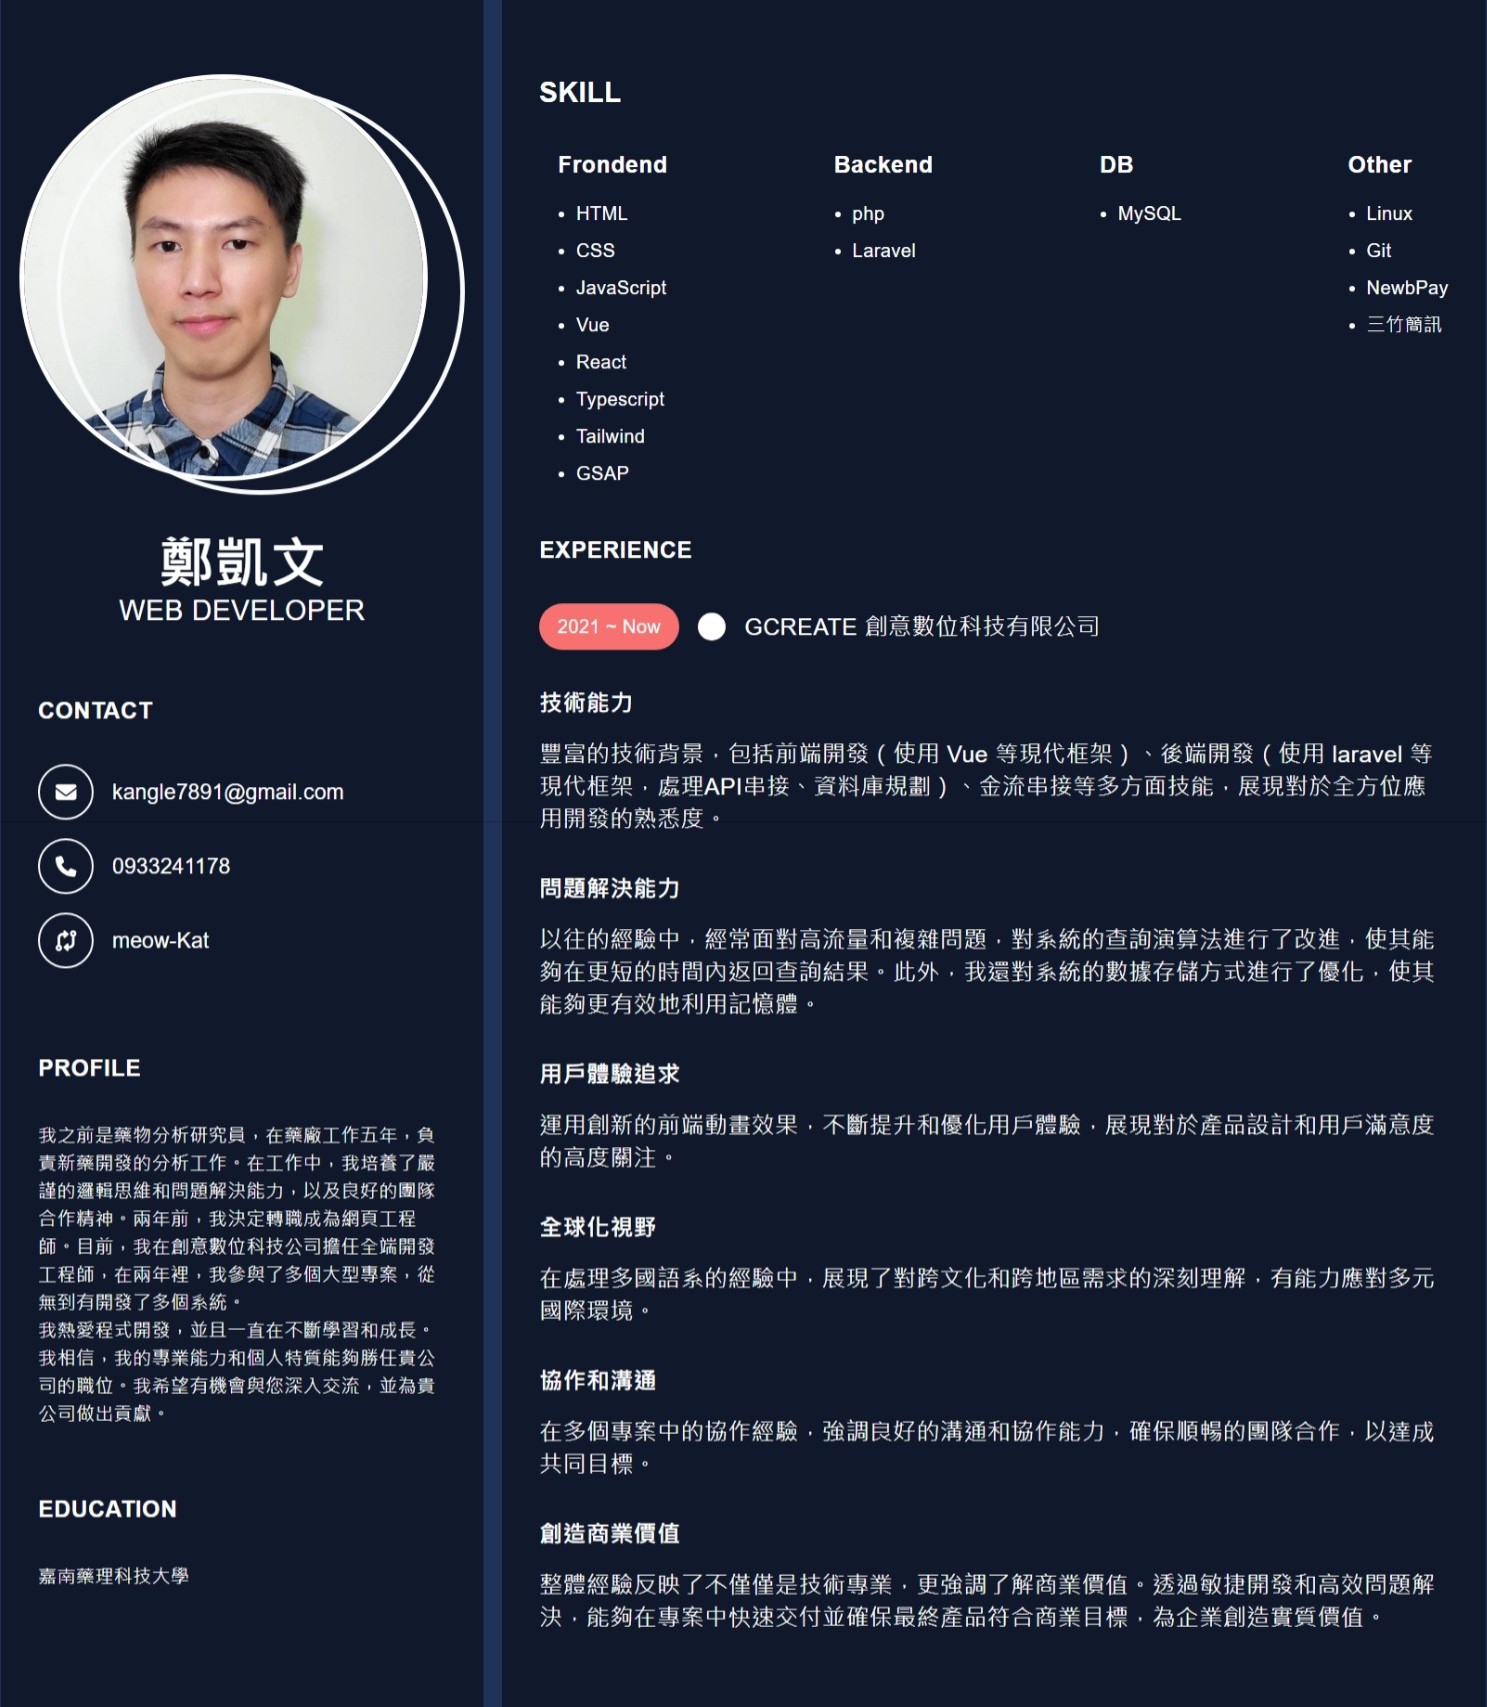 鄭凱文
WEB DEVELOPER
CONTACT
kangle7891@gmail.com
0933241178
meow-Kat
PROFILE
我之前是藥物分析研究員，在藥廠工作五年，負
責新藥開發的分析工作。在工作中，我培養了嚴
謹的邏輯思維和問題解決能力，以及良好的團隊
合作精神。兩年前，我決定轉職成為網頁工程
師。目前，我在創意數位科技公司擔任全端開發
工程師，在兩年裡，我參與了多個大型專案，從
無到有開發了多個系統。
我熱愛程式開發，並且一直在不斷學習和成長。
我相信，我的專業能力和個人特質能夠勝任貴公
司的職位。我希望有機會與您深入交流，並為貴
公司做出貢獻。
EDUCATION
嘉南藥理科技大學
SKILL
Frondend
HTML
CSS
JavaScript
Vue
React
Typescript
Tailwind
GSAP
Backend
php
Laravel
DB
MySQL
Other
Linux
Git
NewbPay
三竹簡訊
EXPERIENCE
2021 ~ Now GCREATE 創意數位科技有限公司
技術能力
豐富的技術背景，包括前端開發（使用 Vue 等現代框架）、後端開發（使用 laravel 等
現代框架，處理API串接、資料庫規劃）、金流串接等多方面技能，展現對於全方位應
用開發的熟悉度。
問題解決能力
以往的經驗中，經常面對高流量和複雜問題，對系統的查詢演算法進行了改進，使其能
夠在更短的時間內返回查詢結果。此外，我還對系統的數據存儲方式進行了優化，使其
能夠更有效地利用記憶體。
用戶體驗追求
運用創新的前端動畫效果，不斷提升和優化用戶體驗，展現對於產品設計和用戶滿意度
的高度關注。
全球化視野
在處理多國語系的經驗中，展現了對跨文化和跨地區需求的深刻理解，有能力應對多元
國際環境。
協作和溝通
在多個專案中的協作經驗，強調良好的溝通和協作能力，確保順暢的團隊合作，以達成
共同目標。
創造商業價值
整體經驗反映了不僅僅是技術專業，更強調了解商業價值。透過敏捷開發和高效問題解
決，能夠在專案中快速交付並確保最終產品符合商業目標，為企業創造實質價值。